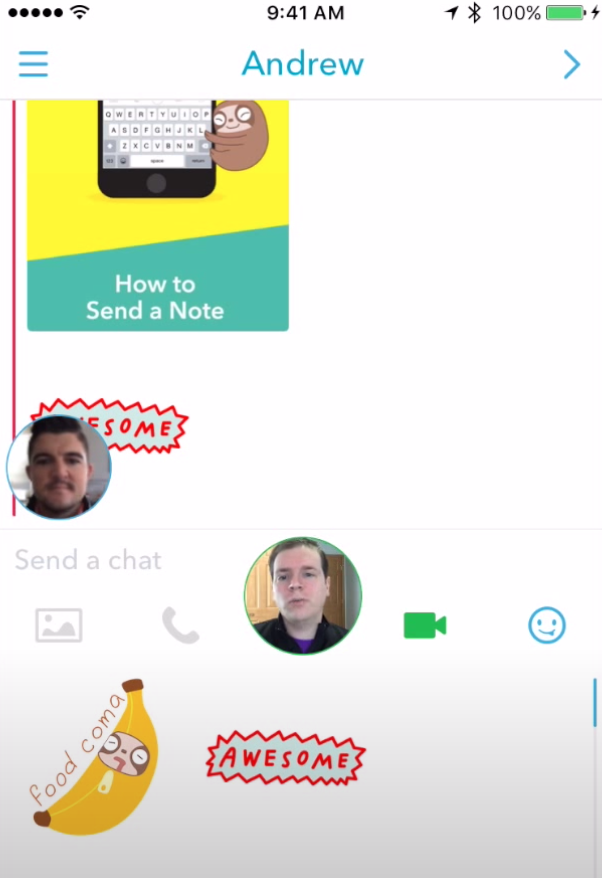 9:41 AM
100%
Andrew
Q W E R T Y U I O P
A S D F G H J K L
Z X C V B N M
space
return
How to
Send a Note
ESOME
Send a chat
food coma
AWESOME